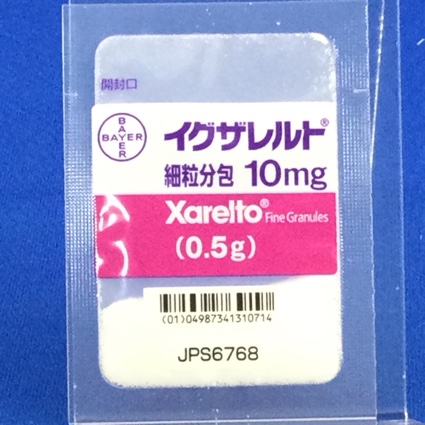 開封口
BAYER
BAYER
イグザレルト®
細粒分包 10mg
Xarelto® Fine Granules
(0.5g)
(01)04987341310714
JPS6768